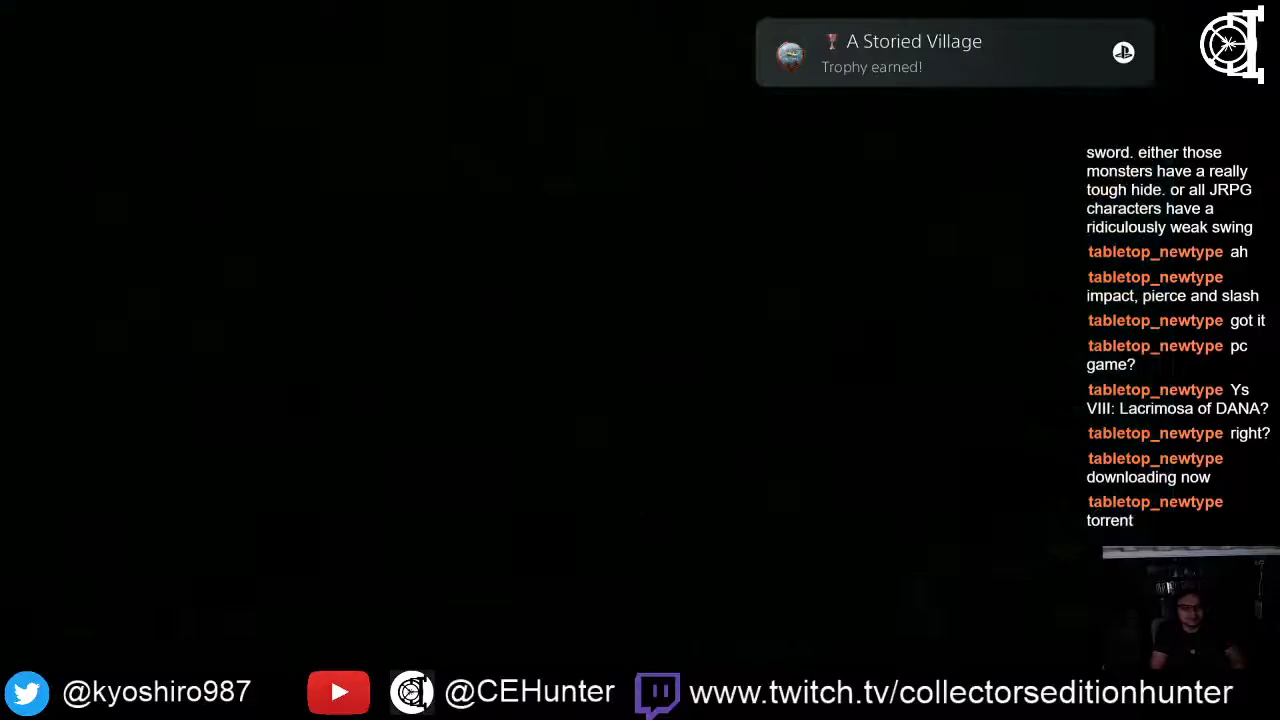 A Storied Village
Trophy earned!
sword. either those
monsters have a really
tough hide. or all JRPG
characters have a
ridiculously weak swing
tabletop_newtype ah
tabletop_newtype
impact, pierce and slash
tabletop_newtype got it
tabletop_newtype pc
game?
tabletop_newtype Ys
VIII: Lacrimosa of DANA?
tabletop_newtype right?
tabletop_newtype
downloading now
tabletop_newtype
torrent
@kyoshiro987
@CEHunter
www.twitch.tv/collectorseditionhunter